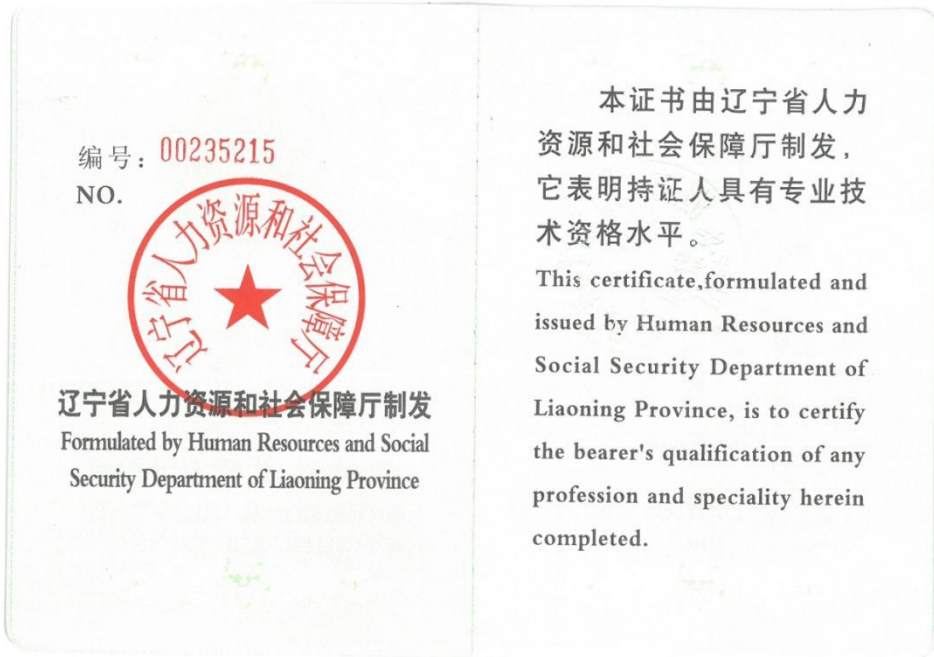 编号: 00235215
NO.
辽宁省人力资源和社会保障厅
辽宁省人力资源和社会保障厅制发
Formulated by Human Resources and Social
Security Department of Liaoning Province
本证书由辽宁省人力
资源和社会保障厅制发,
它表明持证人具有专业技
术资格水平。
This certificate,formulated and
issued by Human Resources and
Social Security Department of
Liaoning Province, is to certify
the bearer's qualification of any
profession and speciality herein
completed.